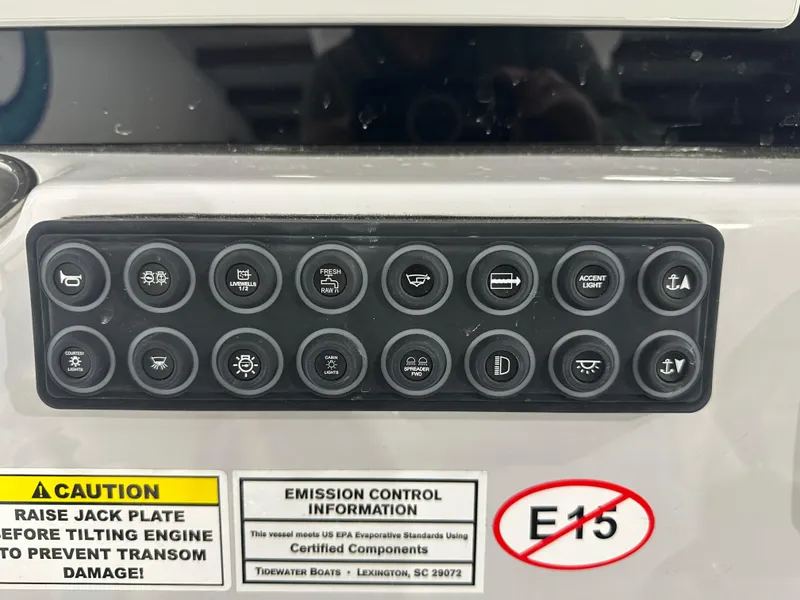 LIVEWELLS
1/2
FRESH
RAW
ACCENT
LIGHT
COURTESY
LIGHTS
CABIN
LIGHTS
SPREADER
FWD
CAUTION
RAISE JACK PLATE
BEFORE TILTING ENGINE
TO PREVENT TRANSOM
DAMAGE!
EMISSION CONTROL
INFORMATION
This vessel meets US EPA Evaporative Standards Using
Certified Components
TIDEWATER BOATS • LEXINGTON, SC 29072
E15